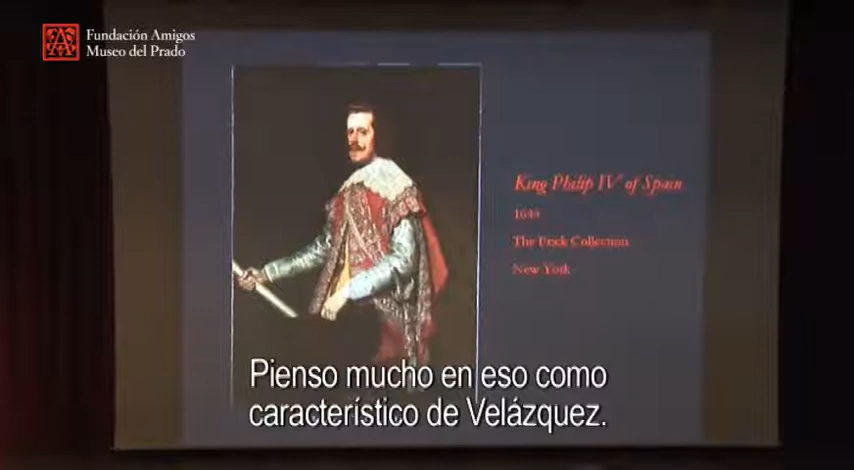 Fundación Amigos
Museo del Prado
King Philip IV of Spain
1644
The Frick Collection
New York
Pienso mucho en eso como
característico de Velázquez.